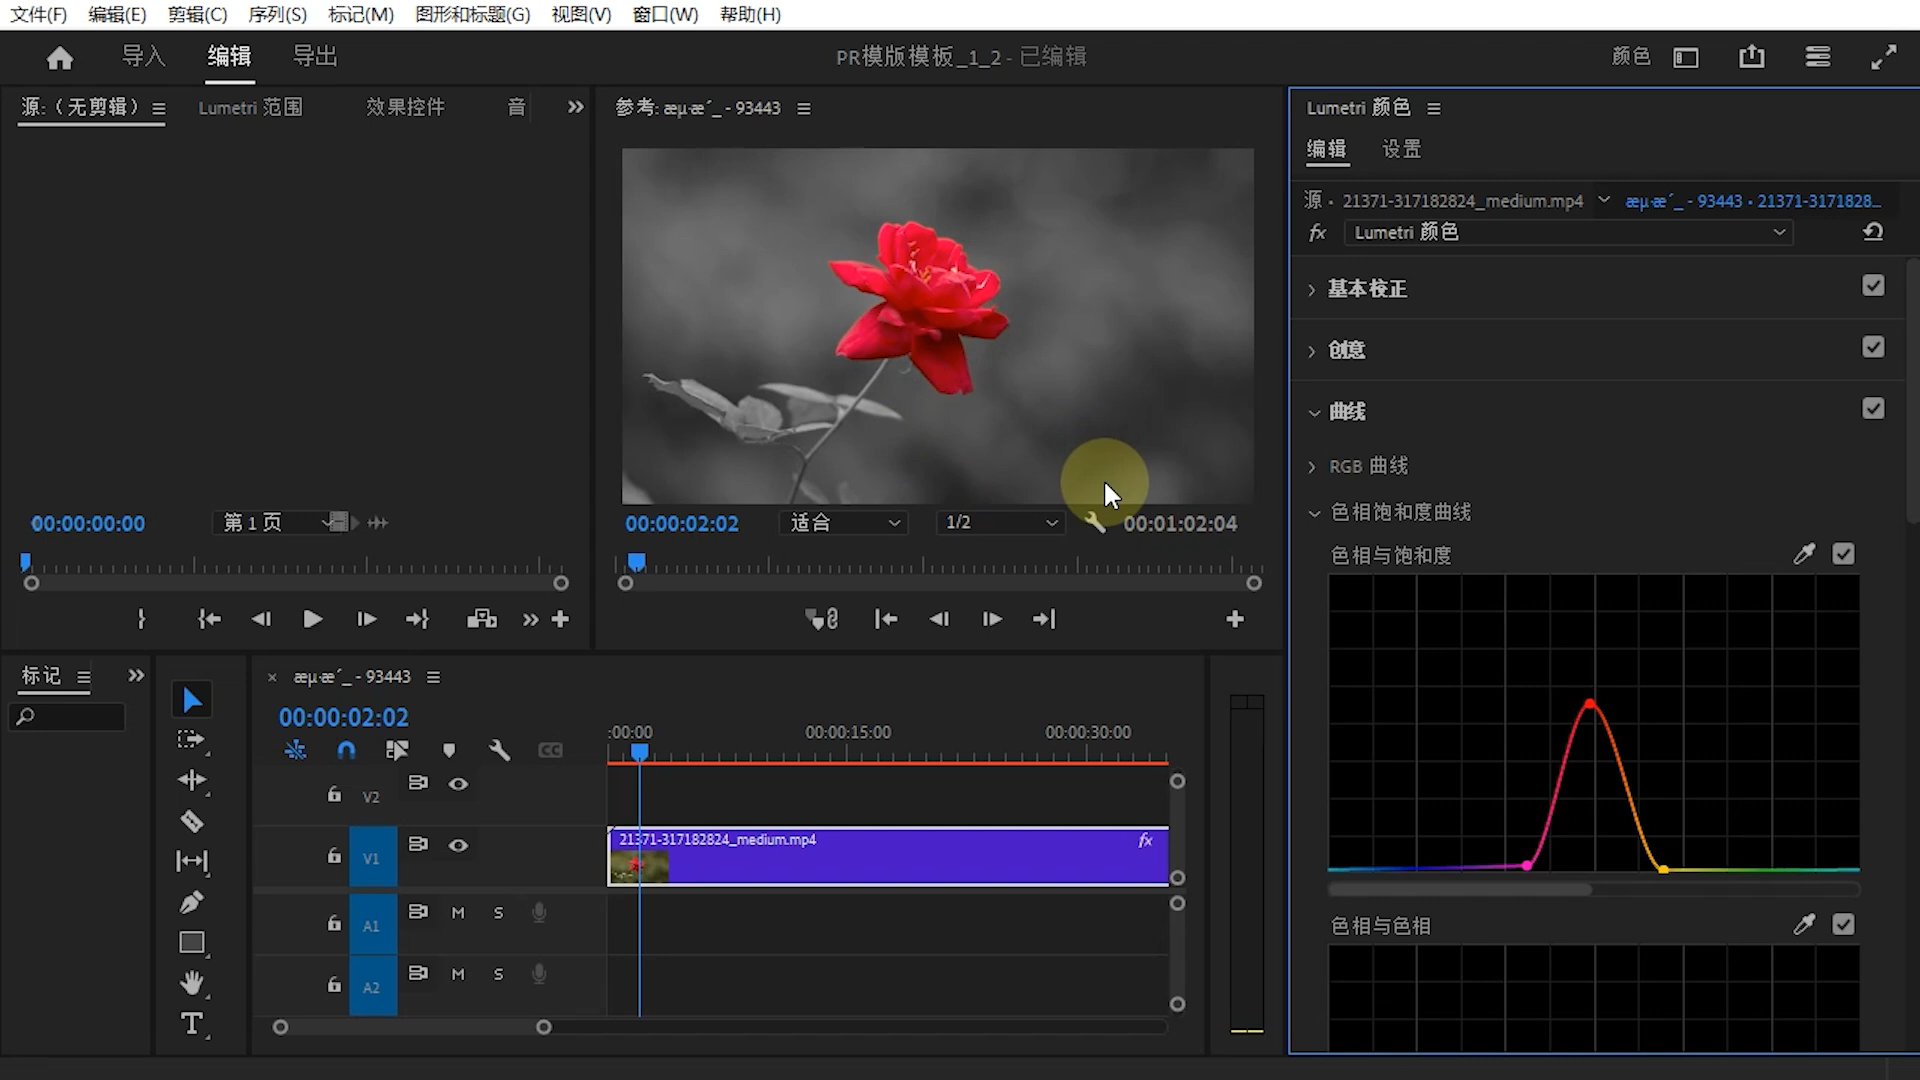 文件(F) 编辑(E) 剪辑(C) 序列(S) 标记(M) 图形和标题(G) 视图(V) 窗口(W) 帮助(H)
导入 编辑 导出
PR模版模板_1_2 - 已编辑
颜色
源:（无剪辑） Lumetri 范围 效果控件 音
参考: æµ·æ´_ - 93443
Lumetri 颜色
编辑 设置
源 · 21371-317182824_medium.mp4
æµ·æ´_ - 93443 · 21371-3171828...
fx Lumetri 颜色
基本校正
创意
曲线
RGB 曲线
色相饱和度曲线
色相与饱和度
色相与色相
00:00:00:00 第 1 页
00:00:02:02 适合 1/2 00:01:02:04
标记
æµ·æ´_ - 93443
00:00:02:02
:00:00 00:00:15:00 00:00:30:00
CC
V2
V1
21371-317182824_medium.mp4 fx
A1 M S
A2 M S
T